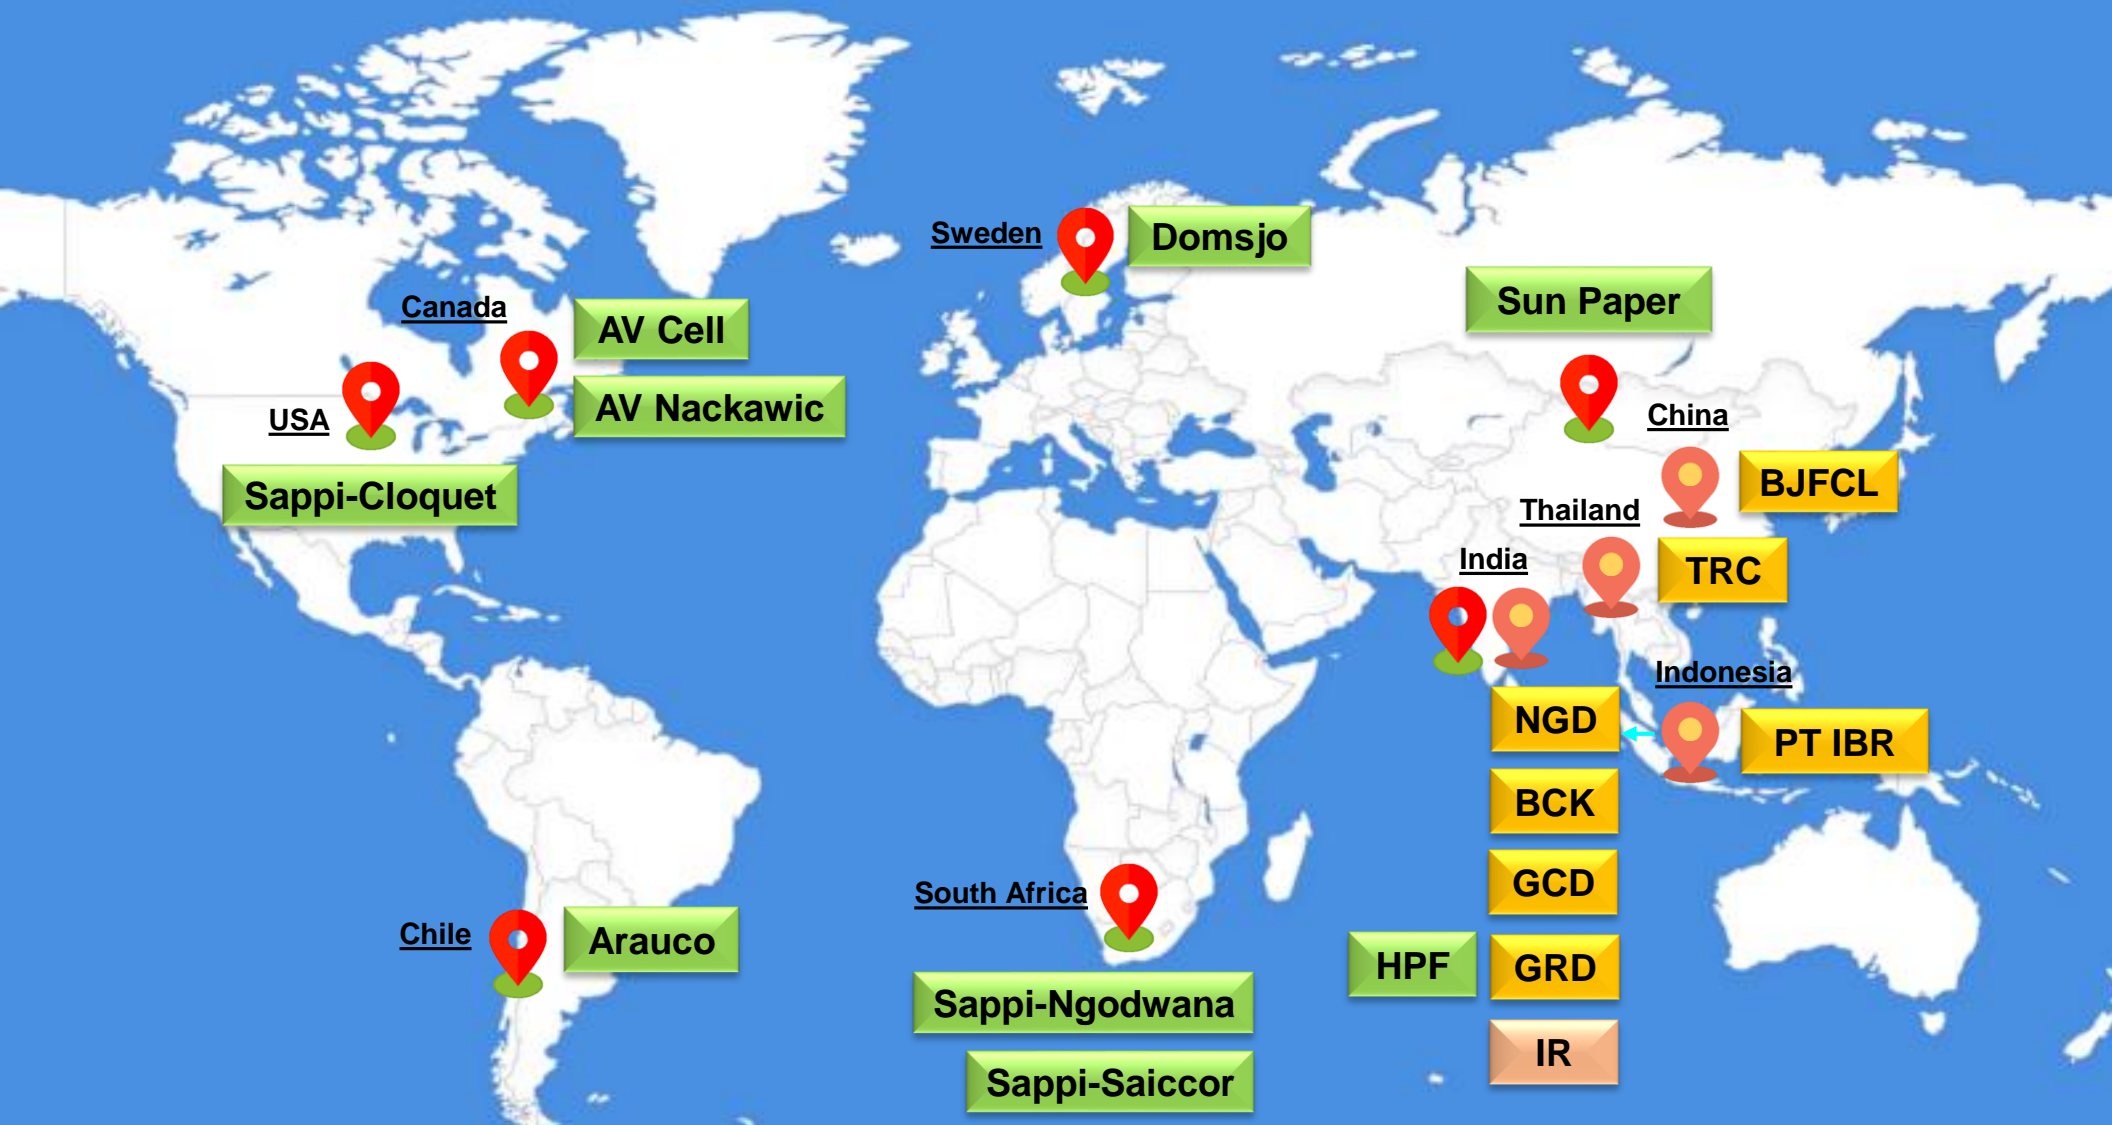 Sweden
Domsjo
Sun Paper
Canada
AV Cell
AV Nackawic
USA
Sappi-Cloquet
China
BJFCL
Thailand
TRC
India
Indonesia
NGD
PT IBR
BCK
GCD
South Africa
Chile
Arauco
HPF
GRD
Sappi-Ngodwana
IR
Sappi-Saiccor